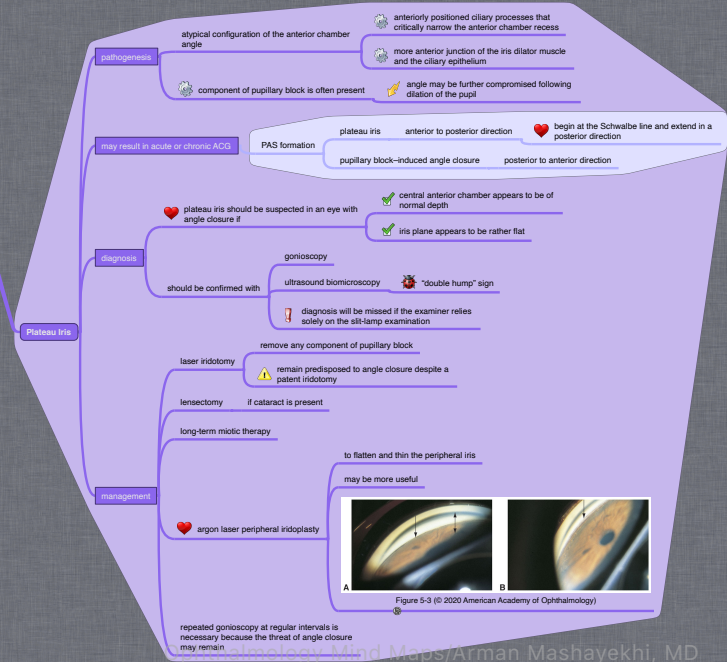 Plateau Iris
pathogenesis
atypical configuration of the anterior chamber
angle
anteriorly positioned ciliary processes that
critically narrow the anterior chamber recess
more anterior junction of the iris dilator muscle
and the ciliary epithelium
component of pupillary block is often present
angle may be further compromised following
dilation of the pupil
may result in acute or chronic ACG
PAS formation
plateau iris
anterior to posterior direction
begin at the Schwalbe line and extend in a
posterior direction
pupillary block–induced angle closure
posterior to anterior direction
diagnosis
plateau iris should be suspected in an eye with
angle closure if
central anterior chamber appears to be of
normal depth
iris plane appears to be rather flat
should be confirmed with
gonioscopy
ultrasound biomicroscopy
“double hump” sign
diagnosis will be missed if the examiner relies
solely on the slit-lamp examination
management
laser iridotomy
remove any component of pupillary block
remain predisposed to angle closure despite a
patent iridotomy
lensectomy
if cataract is present
long-term miotic therapy
argon laser peripheral iridoplasty
to flatten and thin the peripheral iris
may be more useful
A
B
Figure 5-3 (© 2020 American Academy of Ophthalmology)
repeated gonioscopy at regular intervals is
necessary because the threat of angle closure
may remain
Ophthalmology Mind Maps/Arman Mashayekhi, MD